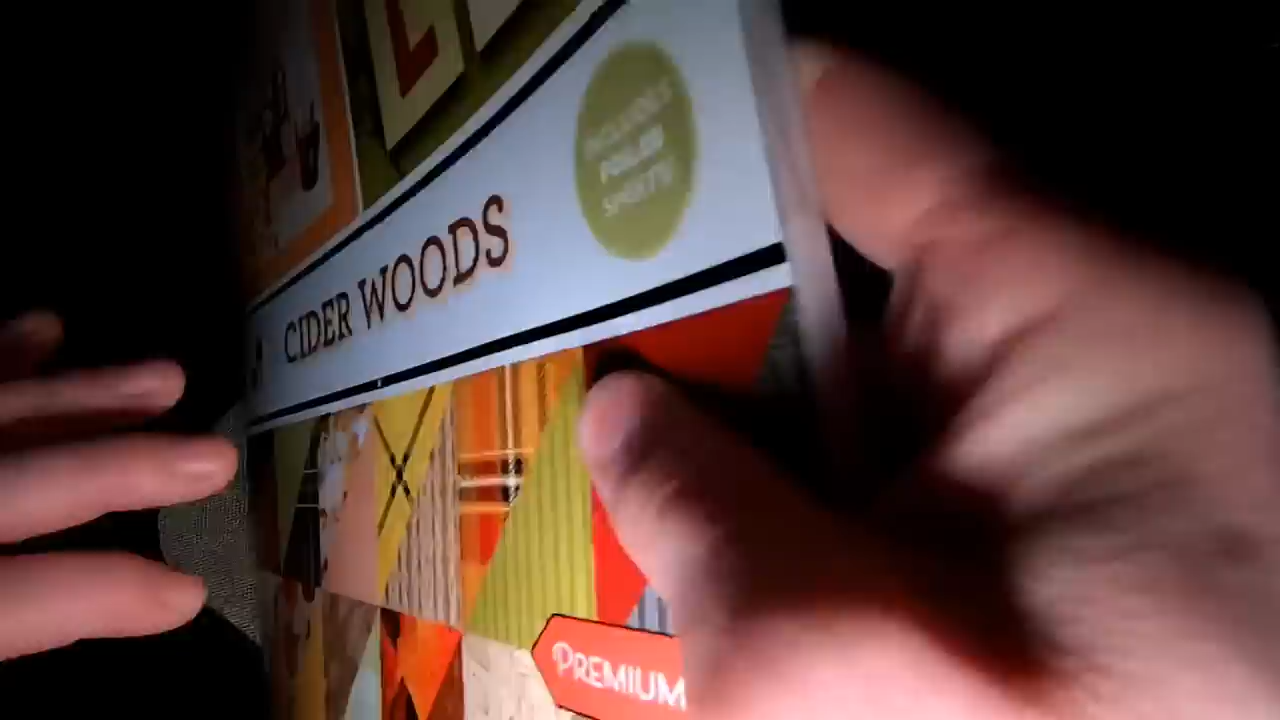 L
INCLUDES
FOILED
SHEETS!
CIDER WOODS
PREMIUM